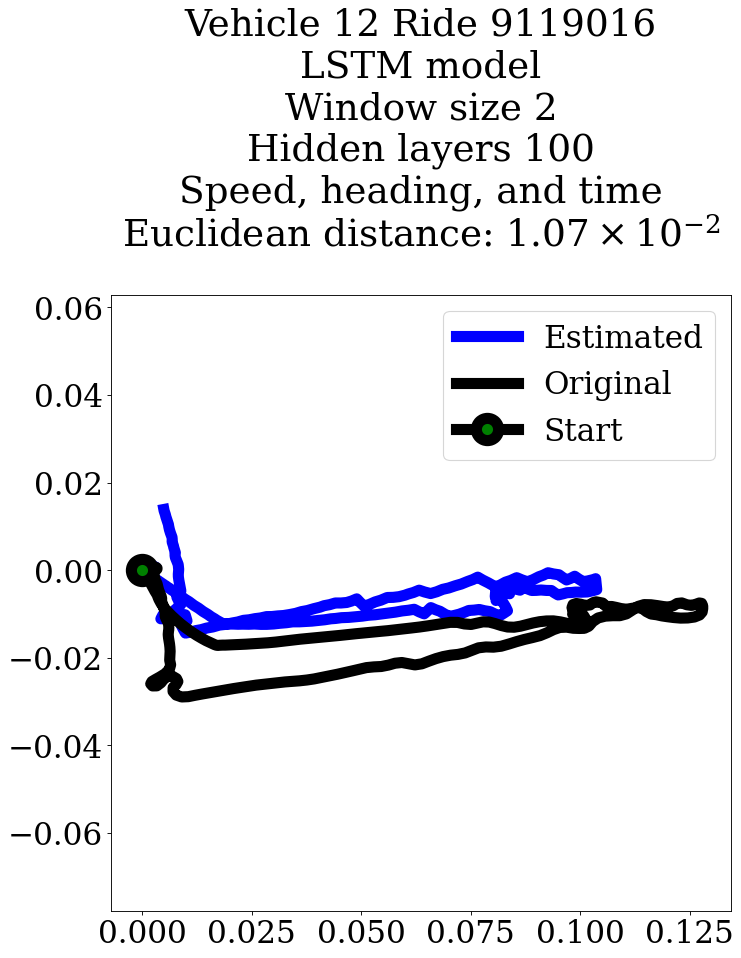 Vehicle 12 Ride 9119016
LSTM model
Window size 2
Hidden layers 100
Speed, heading, and time
Euclidean distance: 1.07 × 10⁻²
Estimated
Original
Start
0.06
0.04
0.02
0.00
−0.02
−0.04
−0.06
0.000 0.025 0.050 0.075 0.100 0.125